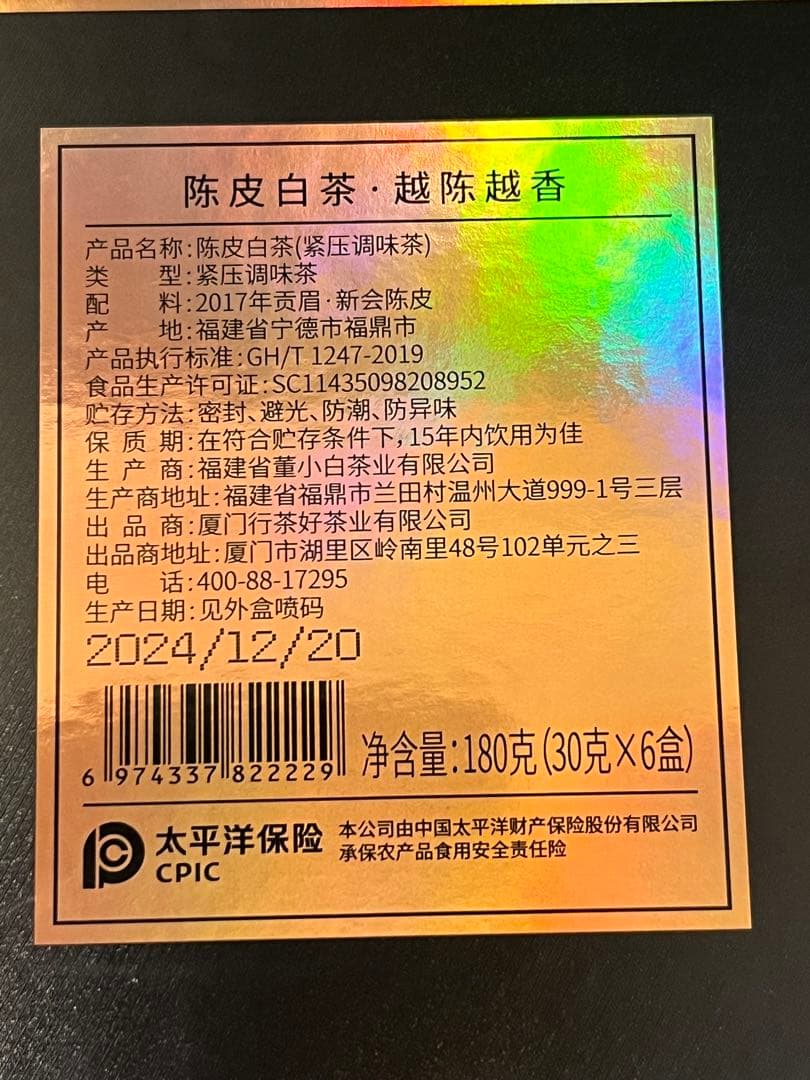 陈皮白茶·越陈越香
产品名称:陈皮白茶(紧压调味茶)
类 型:紧压调味茶
配 料:2017年贡眉·新会陈皮
产 地:福建省宁德市福鼎市
产品执行标准:GH/T 1247-2019
食品生产许可证:SC11435098208952
贮存方法:密封、避光、防潮、防异味
保 质 期:在符合贮存条件下,15年内饮用为佳
生 产 商:福建省董小白茶业有限公司
生产商地址:福建省福鼎市兰田村温州大道999-1号三层
出 品 商:厦门行茶好茶业有限公司
出品商地址:厦门市湖里区岭南里48号102单元之三
电 话:400-88-17295
生产日期:见外盒喷码
2024/12/20
6 974337 822229
净含量:180克(30克×6盒)
太平洋保险
CPIC
本公司由中国太平洋财产保险股份有限公司
承保农产品食用安全责任险